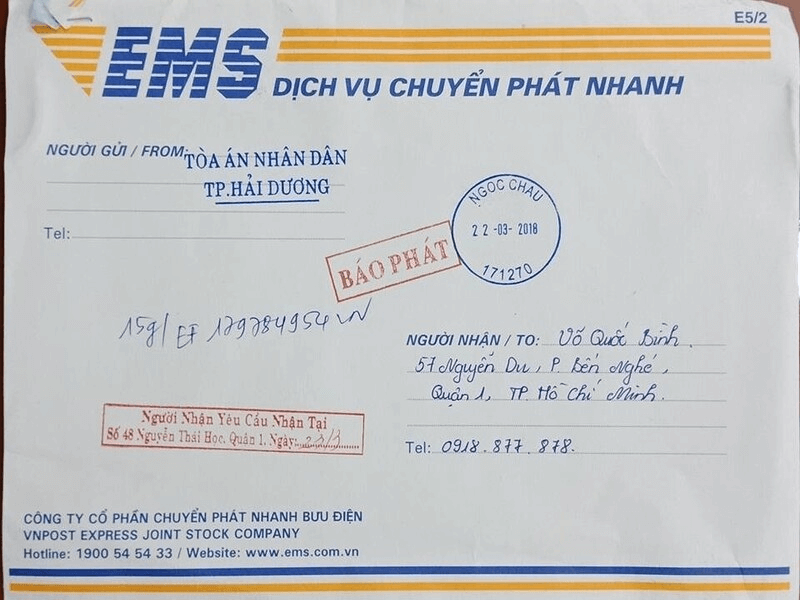 E5/2
EMS DỊCH VỤ CHUYỂN PHÁT NHANH
NGƯỜI GỬI / FROM: TÒA ÁN NHÂN DÂN
TP.HẢI DƯƠNG
Tel:
NGỌC CHÂU
22-03-2018
171270
BÁO PHÁT
15g/ EF 179784954 VN
NGƯỜI NHẬN / TO: Võ Quốc Bình.
57 Nguyễn Du, P. Bến Nghé,
Quận 1, TP. Hồ Chí Minh.
Tel: 0918.877.878.
Người Nhận Yêu Cầu Nhận Tại
Số 48 Nguyễn Thái Học, Quận 1, Ngày:
CÔNG TY CỔ PHẦN CHUYỂN PHÁT NHANH BƯU ĐIỆN
VNPOST EXPRESS JOINT STOCK COMPANY
Hotline: 1900 54 54 33 / Website: www.ems.com.vn